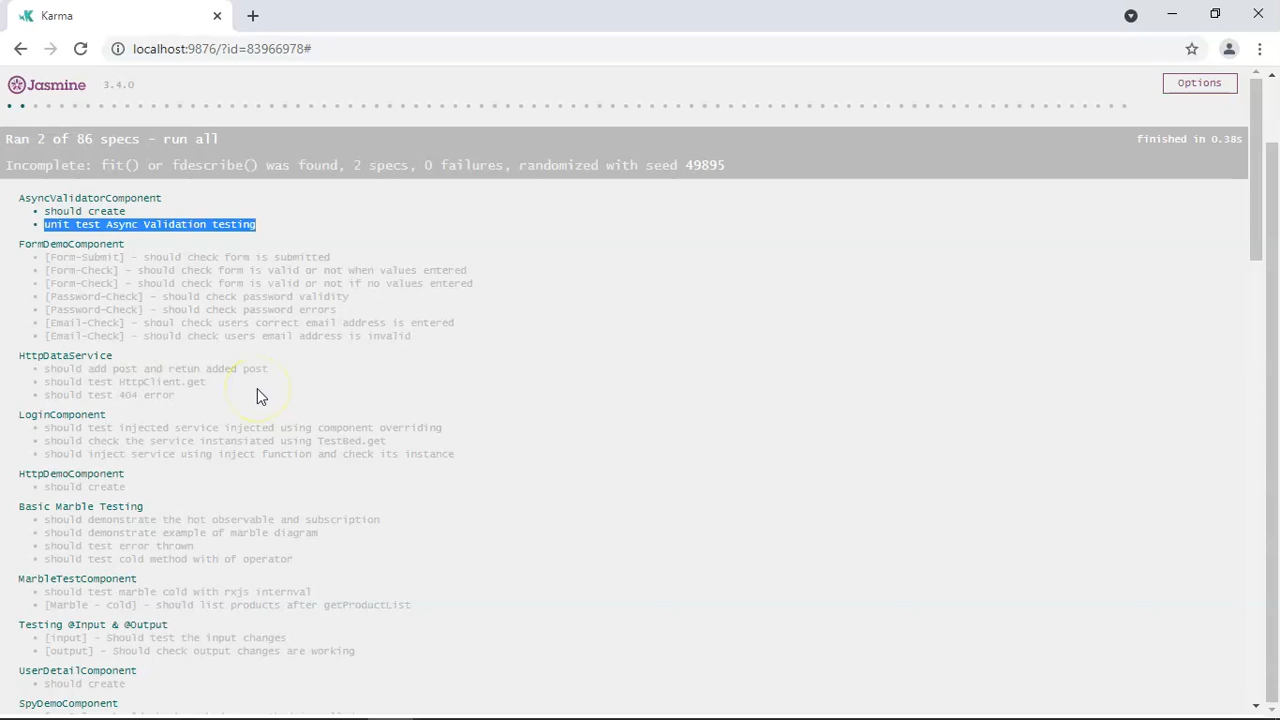 Karma
localhost:9876/?id=83966978#
Jasmine 3.4.0
Options
Ran 2 of 86 specs - run all
finished in 0.38s
Incomplete: fit() or fdescribe() was found, 2 specs, 0 failures, randomized with seed 49895
AsyncValidatorComponent
• should create
• unit test Async Validation testing
FormDemoComponent
• [Form-Submit] - should check form is submitted
• [Form-Check] - should check form is valid or not when values entered
• [Form-Check] - should check form is valid or not if no values entered
• [Password-Check] - should check password validity
• [Password-Check] - should check password errors
• [Email-Check] - shoul check users correct email address is entered
• [Email-Check] - should check users email address is invalid
HttpDataService
• should add post and retun added post
• should test HttpClient.get
• should test 404 error
LoginComponent
• should test injected service injected using component overriding
• should check the service instansiated using TestBed.get
• should inject service using inject function and check its instance
HttpDemoComponent
• should create
Basic Marble Testing
• should demonstrate the hot observable and subscription
• should demonstrate example of marble diagram
• should test error thrown
• should test cold method with of operator
MarbleTestComponent
• should test marble cold with rxjs internval
• [Marble - cold] - should list products after getProductList
Testing @Input & @Output
• [input] - Should test the input changes
• [output] - Should check output changes are working
UserDetailComponent
• should create
SpyDemoComponent